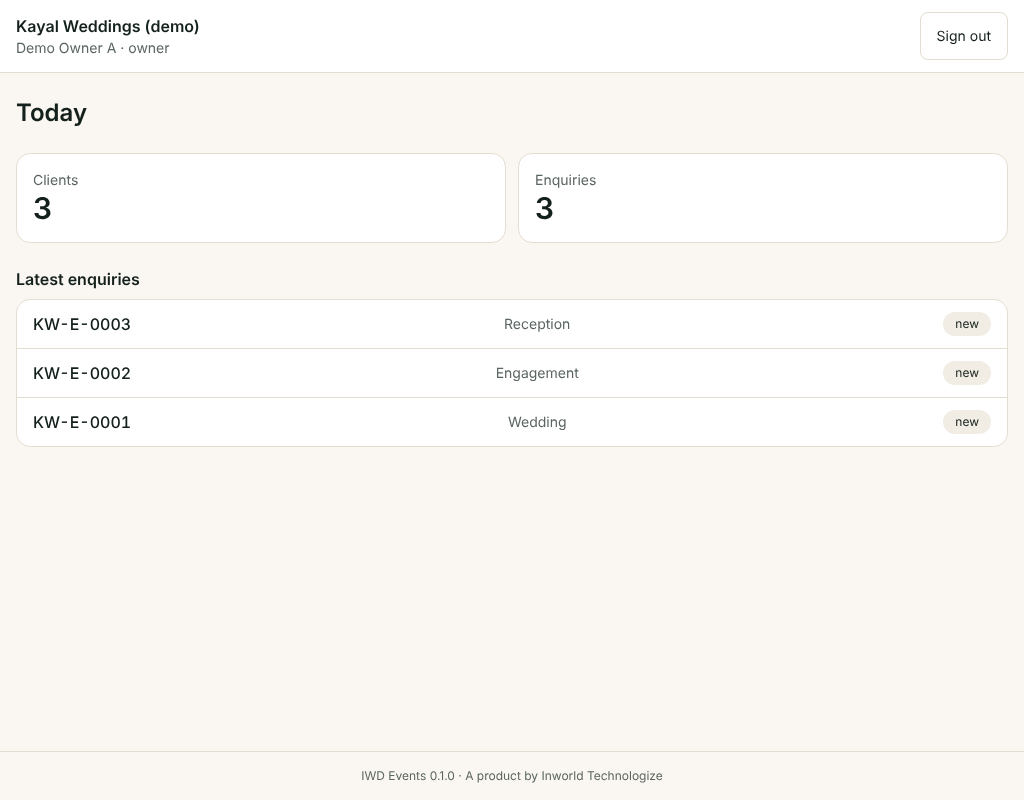 Kayal Weddings (demo)
Demo Owner A · owner
Sign out
Today
Clients
3
Enquiries
3
Latest enquiries
KW-E-0003 Reception new
KW-E-0002 Engagement new
KW-E-0001 Wedding new
IWD Events 0.1.0 · A product by Inworld Technologize